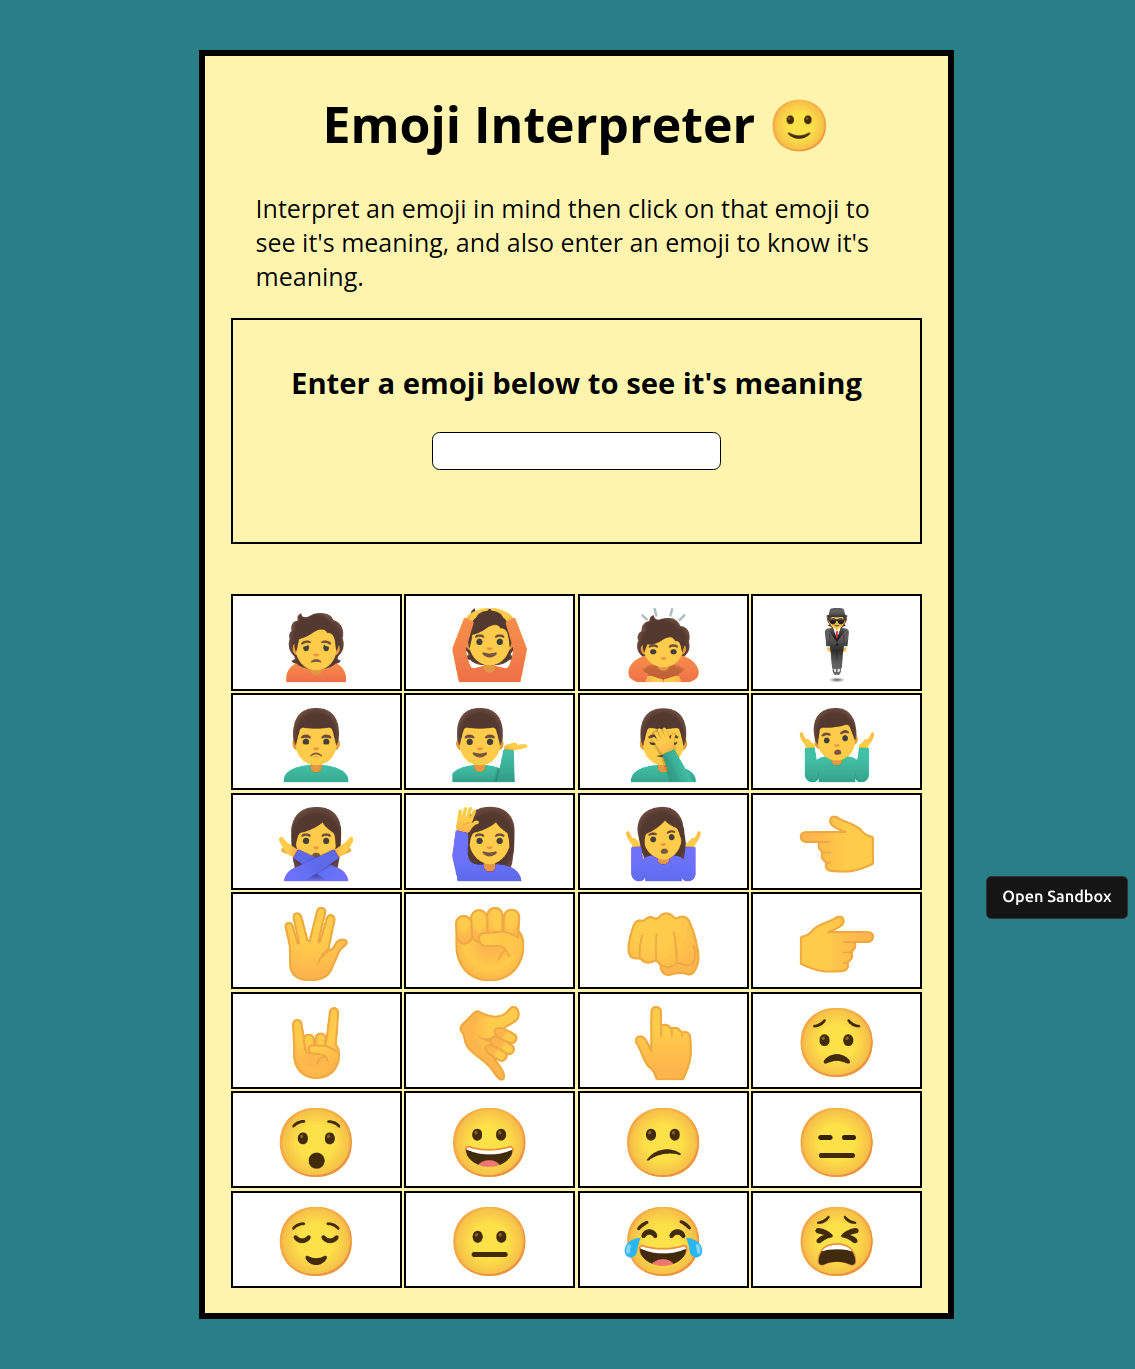 Emoji Interpreter 🙂
Interpret an emoji in mind then click on that emoji to
see it's meaning, and also enter an emoji to know it's
meaning.
Enter a emoji below to see it's meaning
Open Sandbox